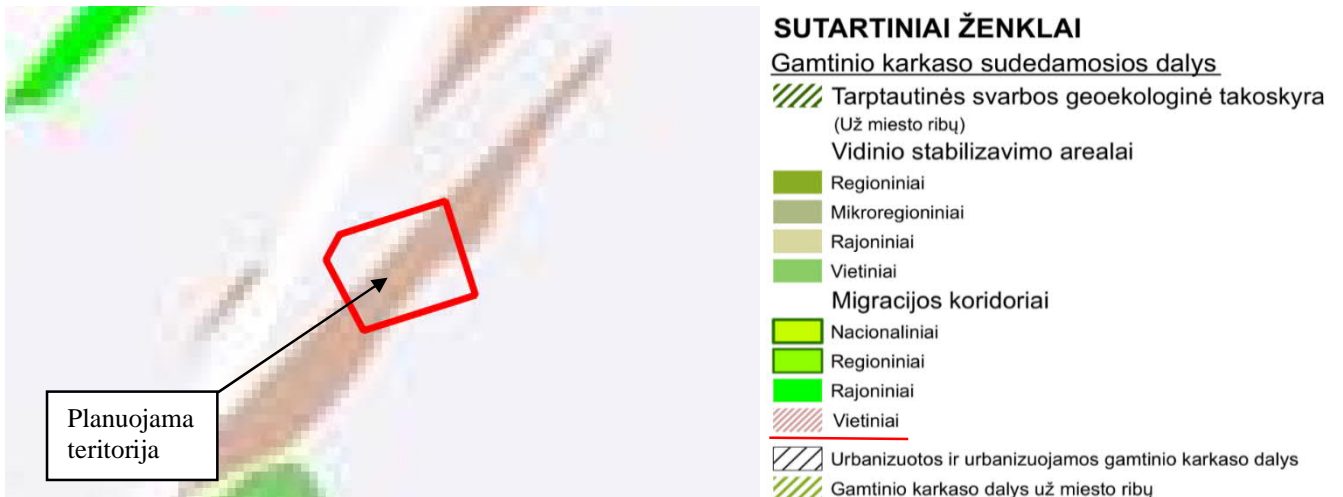 Planuojama
teritorija
SUTARTINIAI ŽENKLAI
Gamtinio karkaso sudedamosios dalys
Tarptautinės svarbos geoekologinė takoskyra
(Už miesto ribų)
Vidinio stabilizavimo arealai
Regioniniai
Mikroregioniniai
Rajoniniai
Vietiniai
Migracijos koridoriai
Nacionaliniai
Regioniniai
Rajoniniai
Vietiniai
Urbanizuotos ir urbanizuojamos gamtinio karkaso dalys
Gamtinio karkaso dalys už miesto ribų